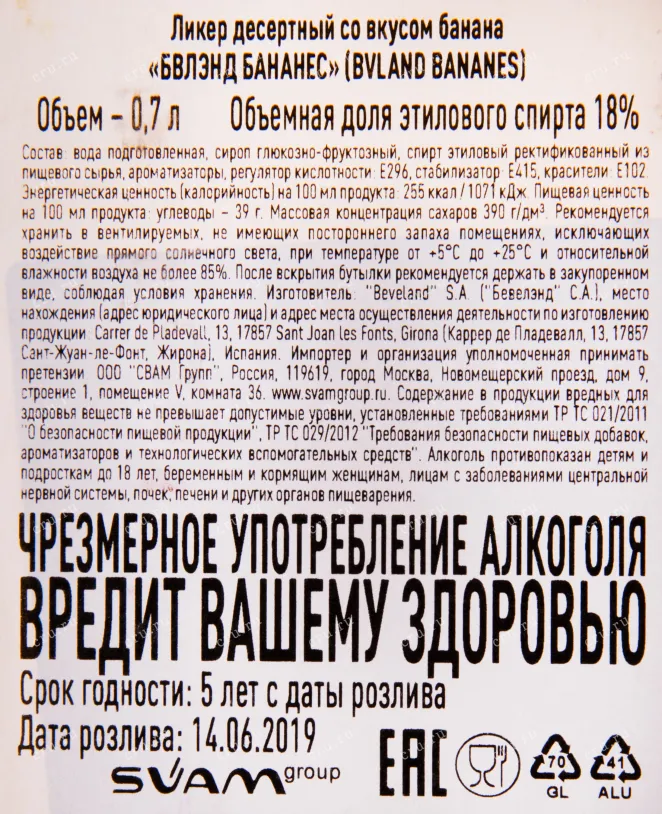 Ликер десертный со вкусом банана
«БВЛЭНД БАНАНЕС» (BVLAND BANANES)
Объем – 0,7 л Объемная доля этилового спирта 18%
Состав: вода подготовленная, сироп глюкозно-фруктозный, спирт этиловый ректификованный из
пищевого сырья, ароматизаторы, регулятор кислотности: Е296, стабилизатор: Е415, красители: Е102.
Энергетическая ценность (калорийность) на 100 мл продукта: 255 ккал / 1071 кДж. Пищевая ценность
на 100 мл продукта: углеводы – 39 г. Массовая концентрация сахаров 390 г/дм³. Рекомендуется
хранить в вентилируемых, не имеющих постороннего запаха помещениях, исключающих
воздействие прямого солнечного света, при температуре от +5°С до +25°С и относительной
влажности воздуха не более 85%. После вскрытия бутылки рекомендуется держать в закупоренном
виде, соблюдая условия хранения. Изготовитель: "Beveland" S.A. ("Бевелэнд" С.А.), место
нахождения (адрес юридического лица) и адрес места осуществления деятельности по изготовлению
продукции: Carrer de Pladevall, 13, 17857 Sant Joan les Fonts, Girona (Каррер де Пладевалл, 13, 17857
Сант-Жуан-ле-Фонт, Жирона), Испания. Импортер и организация уполномоченная принимать
претензии: ООО "СВАМ Групп", Россия, 119619, город Москва, Новомещерский проезд, дом 9,
строение 1, помещение V, комната 36. www.svamgroup.ru. Содержание в продукции вредных для
здоровья веществ не превышает допустимые уровни, установленные требованиями ТР ТС 021/2011
"О безопасности пищевой продукции", ТР ТС 029/2012 "Требования безопасности пищевых добавок,
ароматизаторов и технологических вспомогательных средств". Алкоголь противопоказан детям и
подросткам до 18 лет, беременным и кормящим женщинам, лицам с заболеваниями центральной
нервной системы, почек, печени и других органов пищеварения.
ЧРЕЗМЕРНОЕ УПОТРЕБЛЕНИЕ АЛКОГОЛЯ
ВРЕДИТ ВАШЕМУ ЗДОРОВЬЮ
Срок годности: 5 лет с даты розлива
Дата розлива: 14.06.2019
SVAM group EAC 70 GL 41 ALU